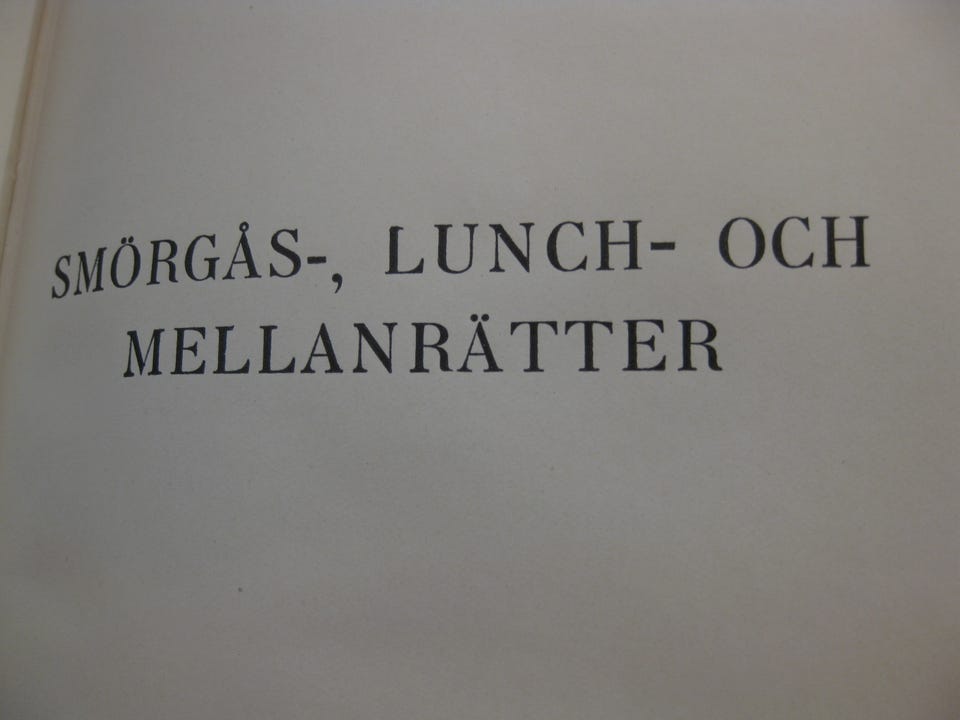 SMÖRGÅS-, LUNCH- OCH
MELLANRÄTTER